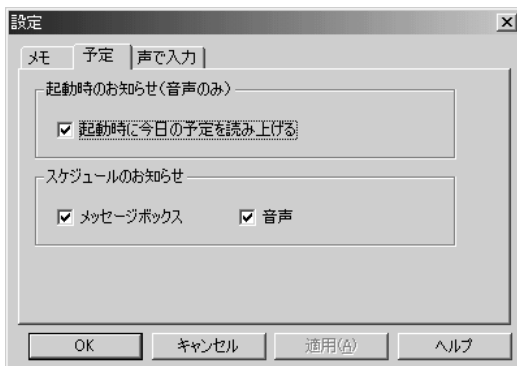 設定
メモ 予定 声で入力
起動時のお知らせ(音声のみ)
起動時に今日の予定を読み上げる
スケジュールのお知らせ
メッセージボックス 音声
OK キャンセル 適用(A) ヘルプ